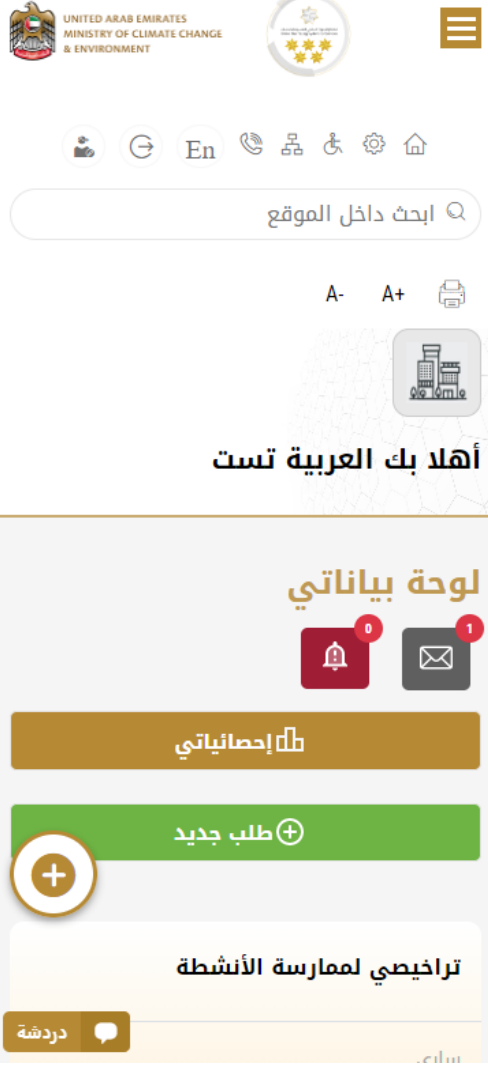 UNITED ARAB EMIRATES
MINISTRY OF CLIMATE CHANGE
& ENVIRONMENT
En
ابحث داخل الموقع
A- A+
أهلا بك العربية تست
لوحة بياناتي
1
0
إحصائياتي
طلب جديد
تراخيصي لممارسة الأنشطة
دردشة
ساري